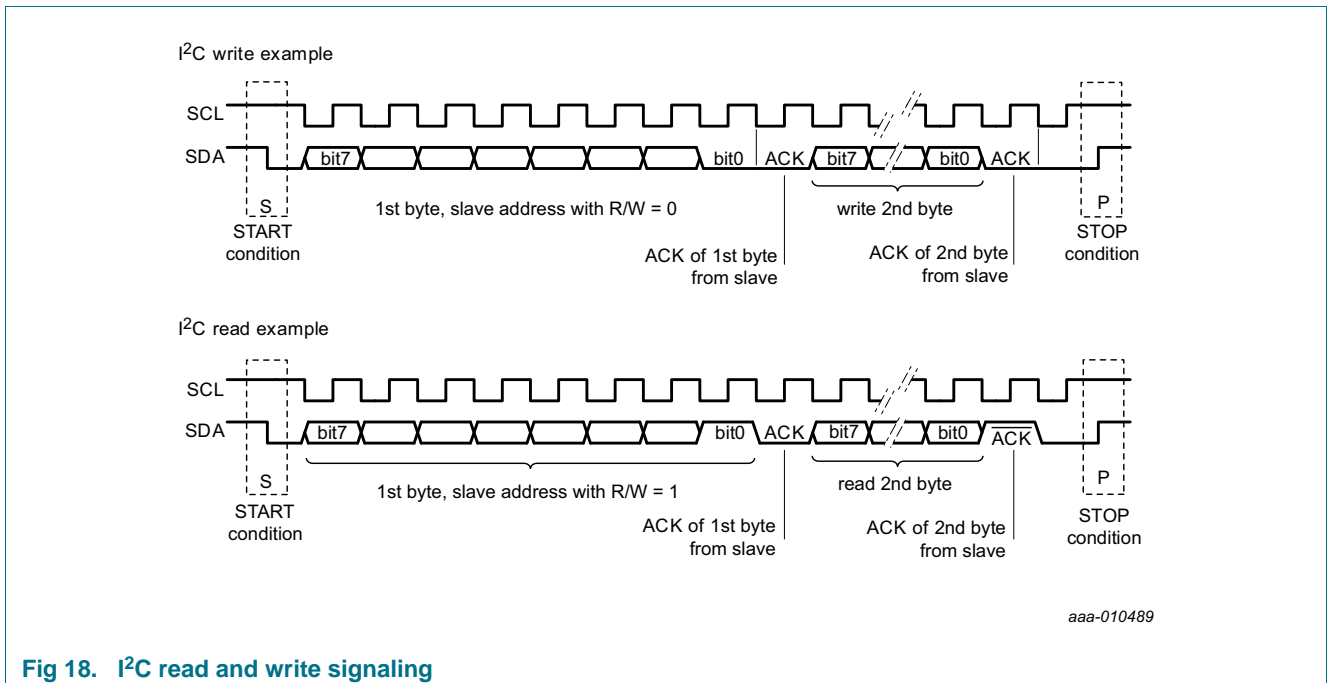 I2C write example
SCL
SDA bit7 bit0 ACK bit7 bit0 ACK
S P
1st byte, slave address with R/W = 0 write 2nd byte
START STOP
condition condition
ACK of 1st byte ACK of 2nd byte
from slave from slave
I2C read example
SCL
SDA bit7 bit0 ACK bit7 bit0 ACK
S P
1st byte, slave address with R/W = 1 read 2nd byte
START STOP
condition condition
ACK of 1st byte ACK of 2nd byte
from slave from slave
aaa-010489
Fig 18. I2C read and write signaling